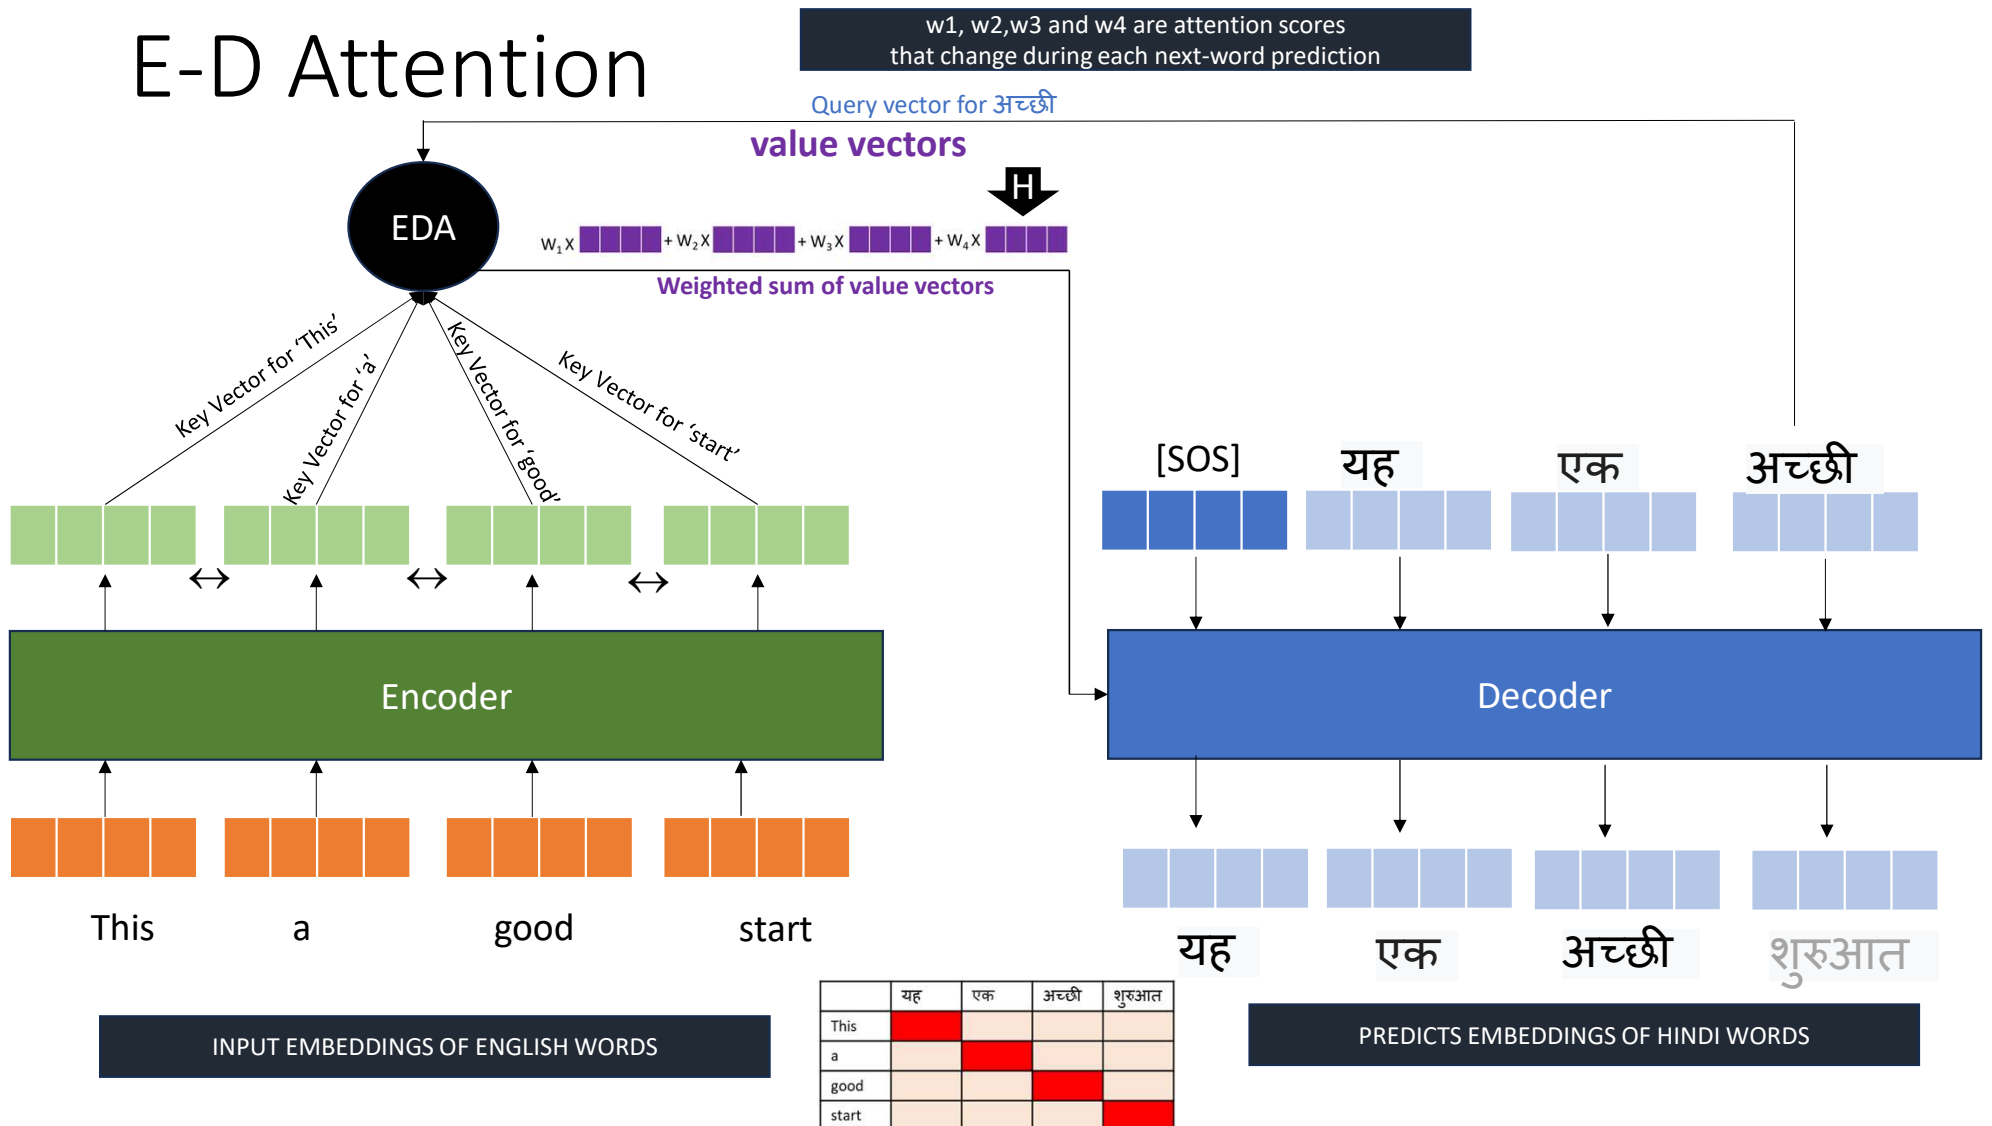 E-D Attention
w1, w2,w3 and w4 are attention scores
that change during each next-word prediction
Query vector for अच्छी
value vectors
H
EDA
W1 X + W2 X + W3 X + W4 X
Weighted sum of value vectors
Key Vector for ‘This’
Key Vector for ‘a’
Key Vector for ‘good’
Key Vector for ‘start’
[SOS] यह एक अच्छी
Encoder
Decoder
This a good start
यह एक अच्छी शुरुआत
INPUT EMBEDDINGS OF ENGLISH WORDS
यह एक अच्छी शुरुआत
This
a
good
start
PREDICTS EMBEDDINGS OF HINDI WORDS